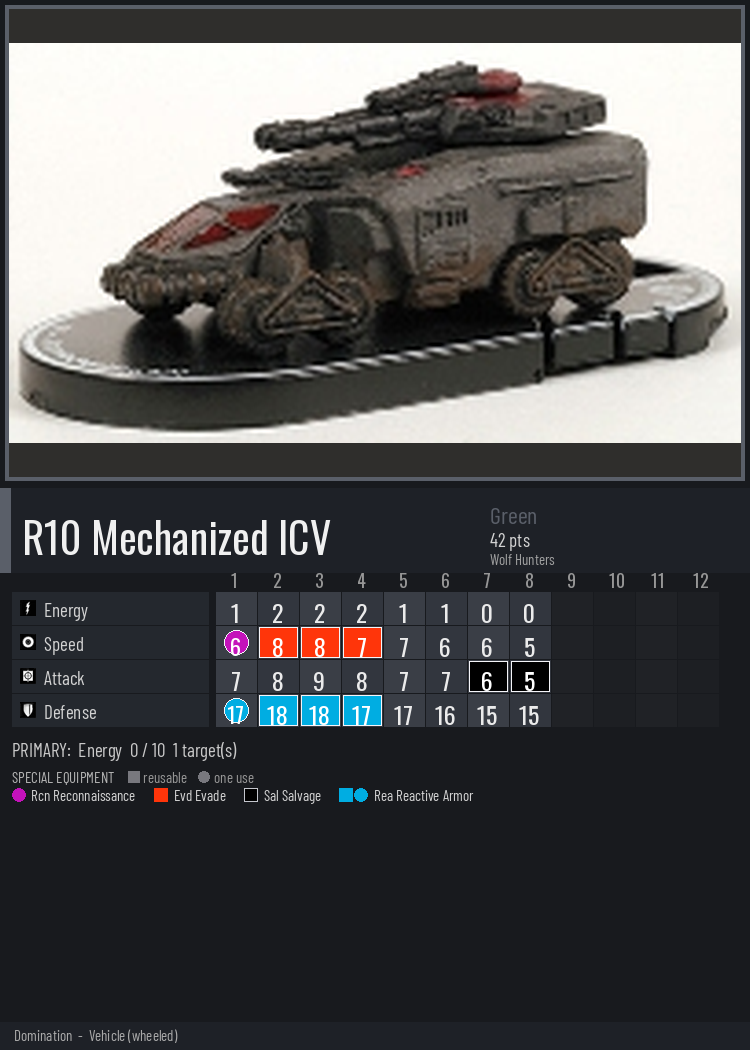 R10 Mechanized ICV
Green
42 pts
Wolf Hunters
1 2 3 4 5 6 7 8 9 10 11 12
Energy 1 2 2 2 1 1 0 0
Speed 6 8 8 7 7 6 6 5
Attack 7 8 9 8 7 7 6 5
Defense 17 18 18 17 17 16 15 15
PRIMARY: Energy 0 / 10 1 target(s)
SPECIAL EQUIPMENT reusable one use
Rcn Reconnaissance Evd Evade Sal Salvage Rea Reactive Armor
Domination - Vehicle (wheeled)